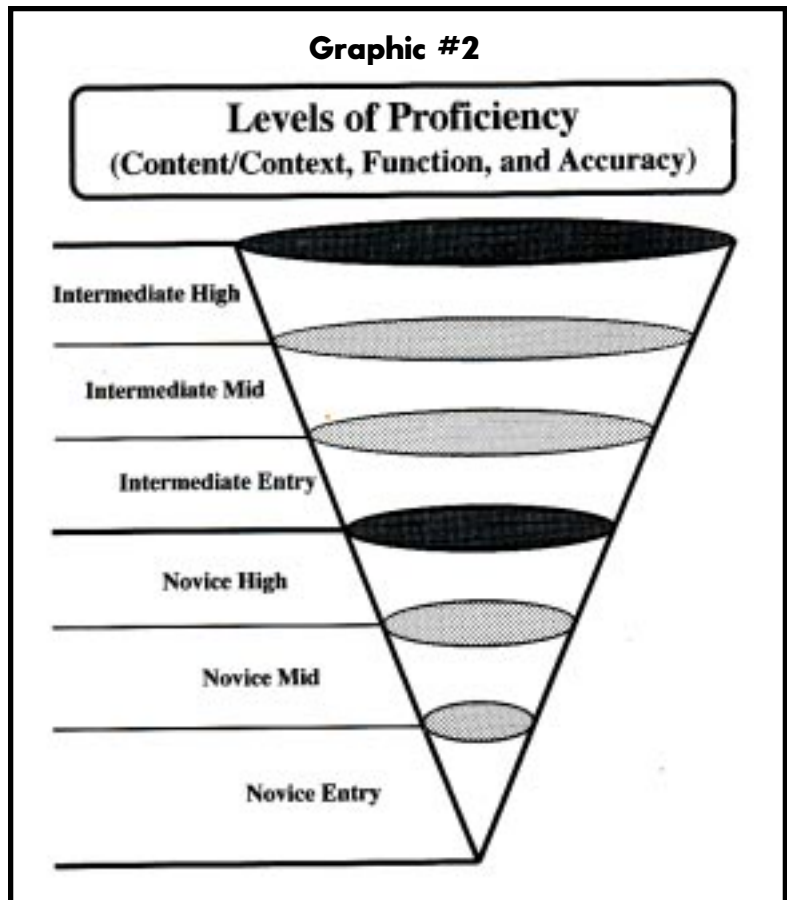 Graphic #2
Levels of Proficiency
(Content/Context, Function, and Accuracy)
Intermediate High
Intermediate Mid
Intermediate Entry
Novice High
Novice Mid
Novice Entry